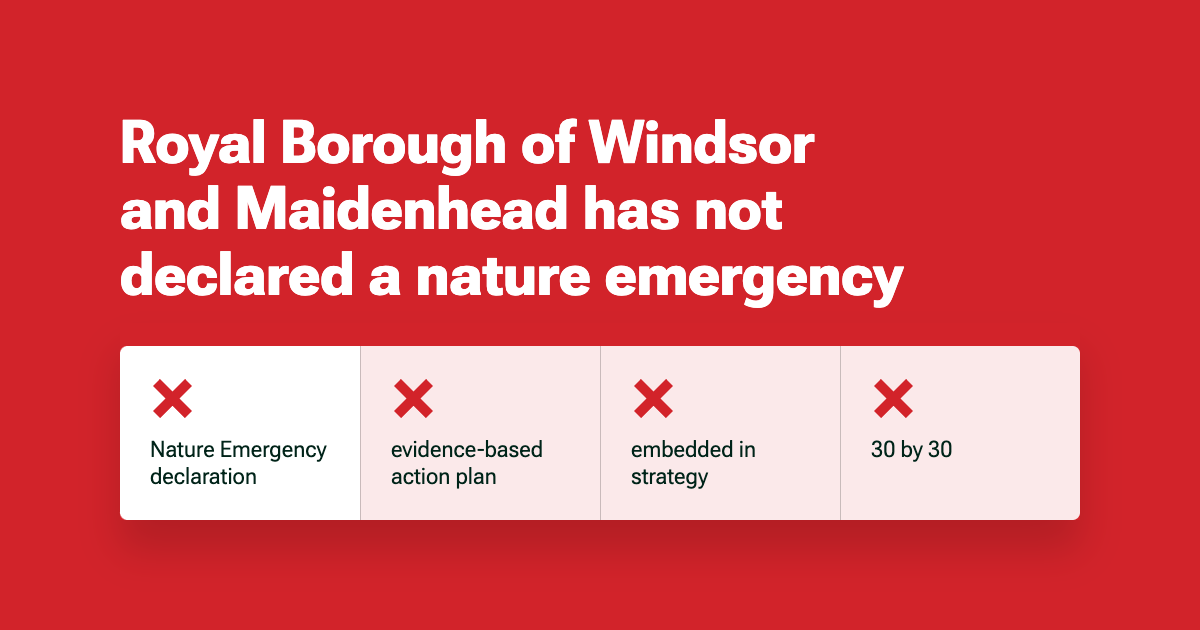 Royal Borough of Windsor
and Maidenhead has not
declared a nature emergency
Nature Emergency
declaration
evidence-based
action plan
embedded in
strategy
30 by 30